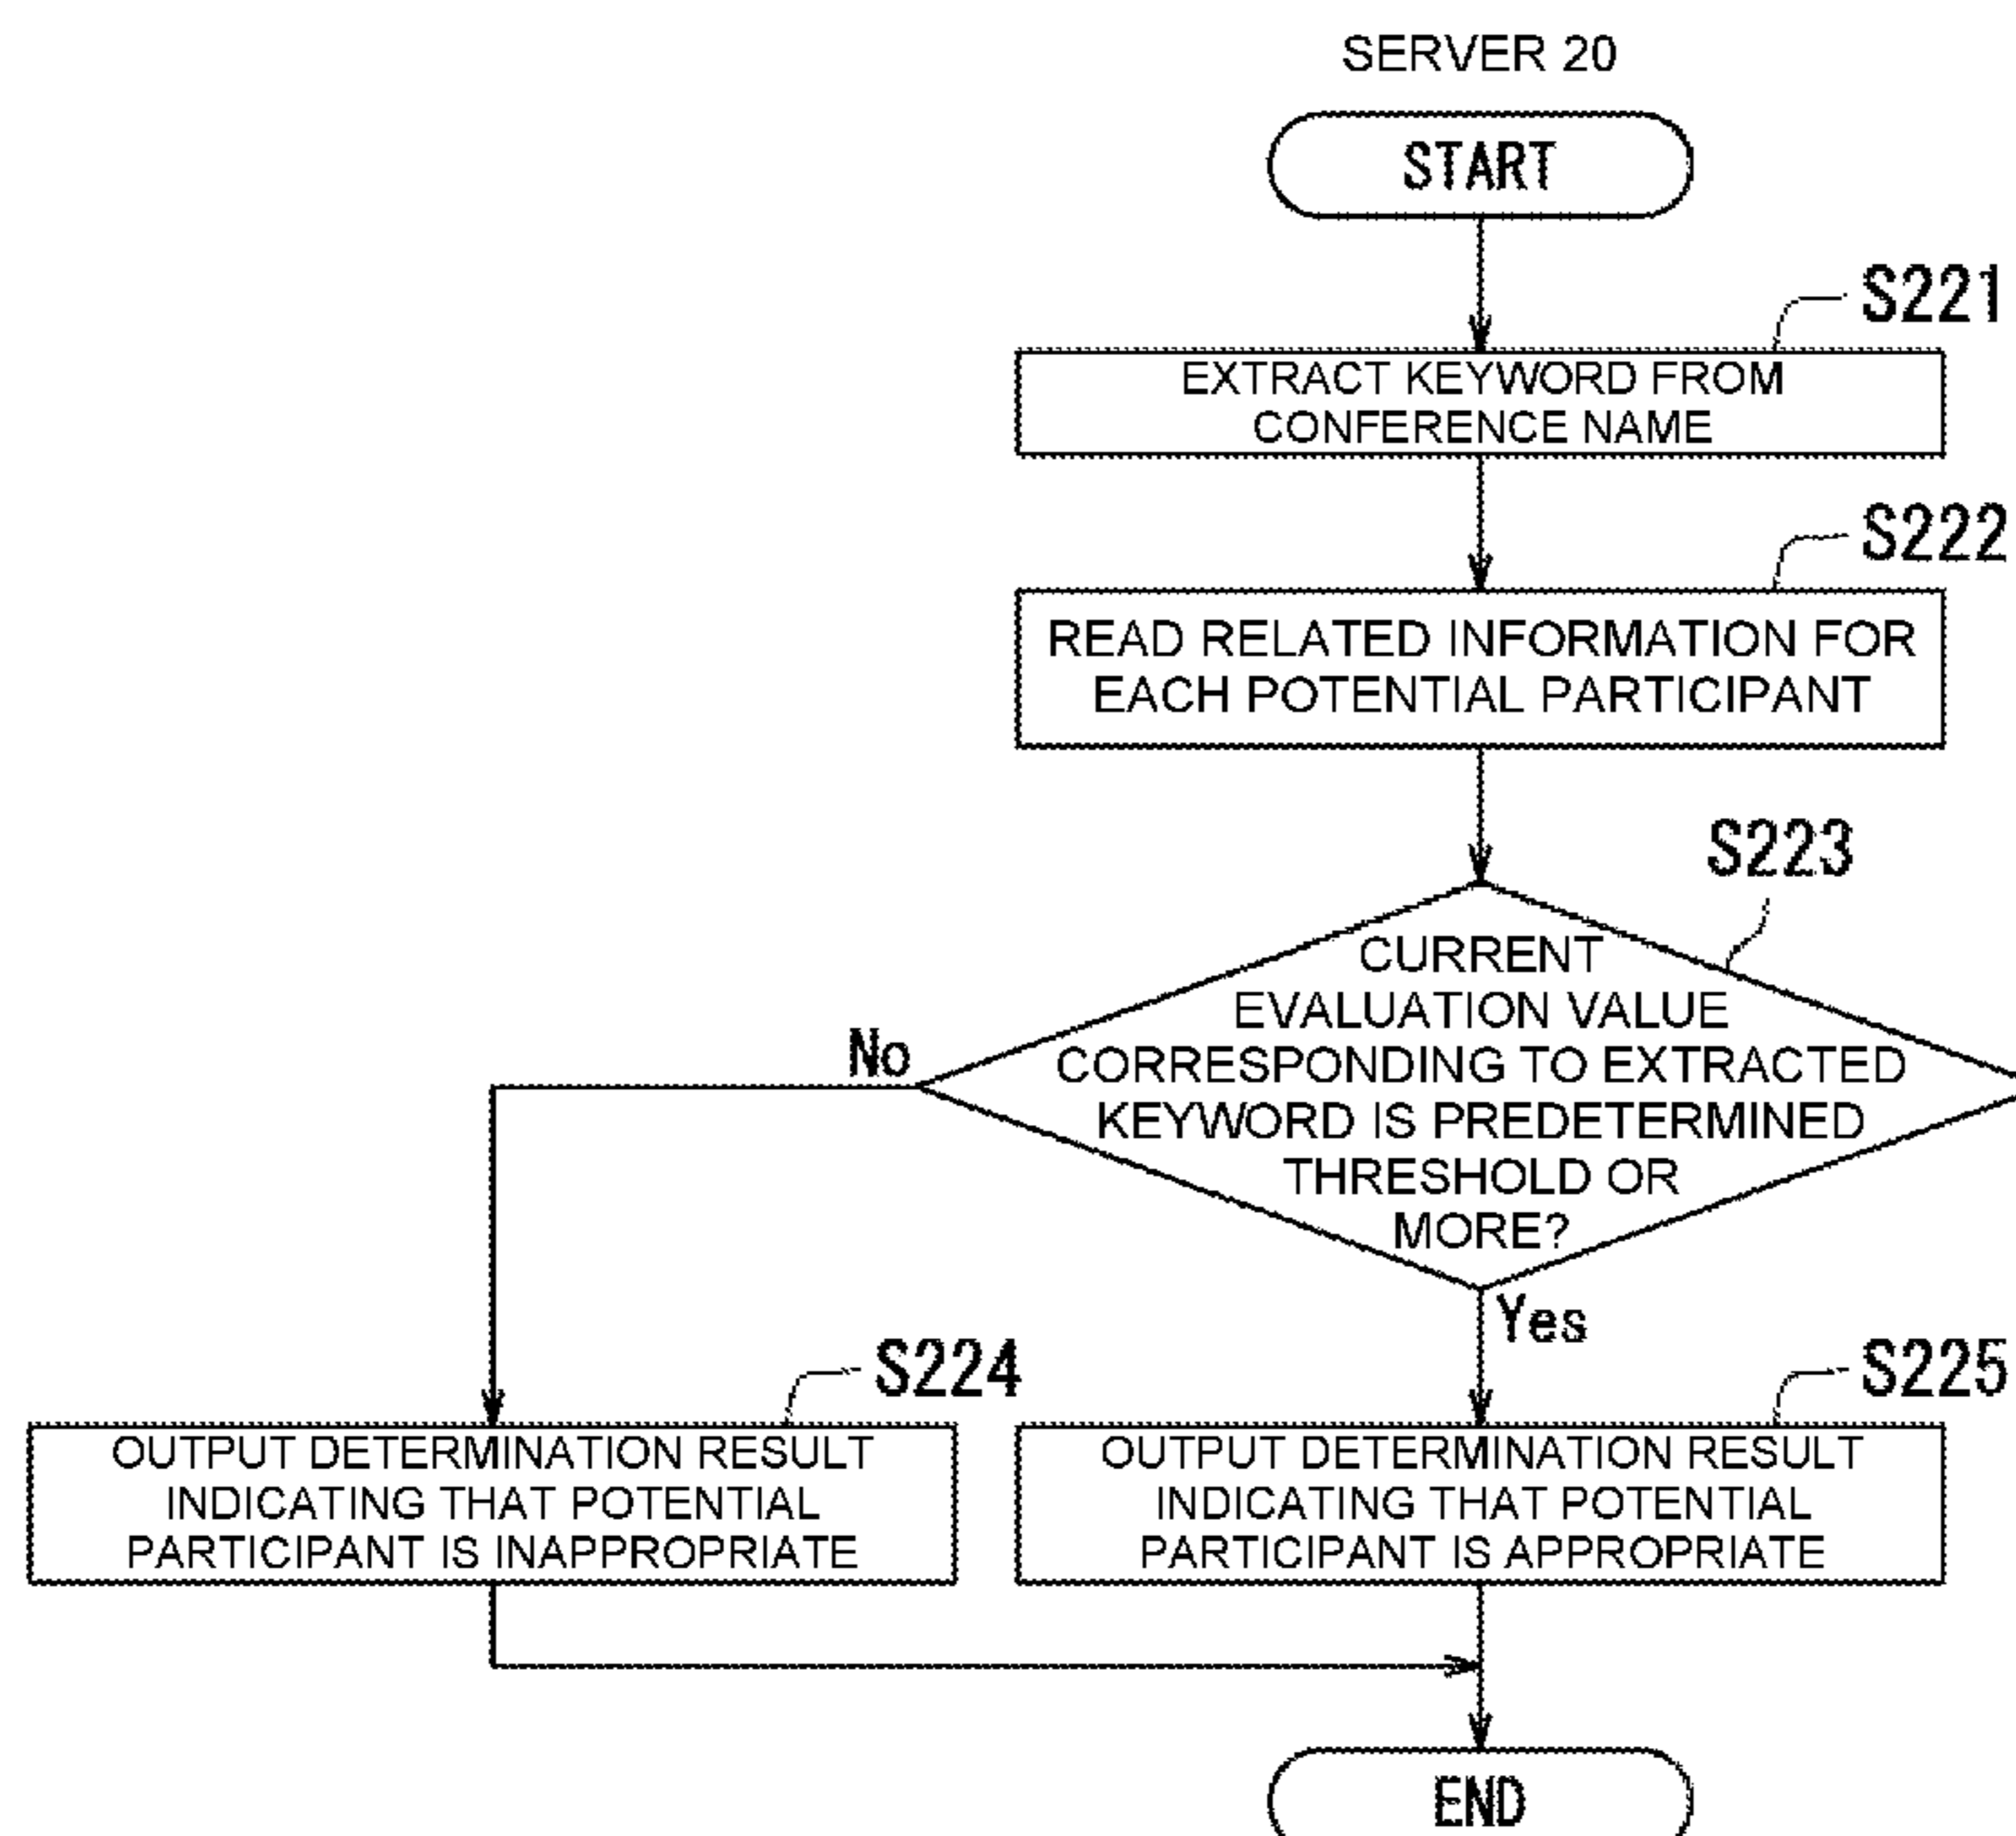 SERVER 20
START
S221
EXTRACT KEYWORD FROM
CONFERENCE NAME
S222
READ RELATED INFORMATION FOR
EACH POTENTIAL PARTICIPANT
S223
CURRENT
EVALUATION VALUE
CORRESPONDING TO EXTRACTED
KEYWORD IS PREDETERMINED
THRESHOLD OR
MORE?
No
Yes
S224
OUTPUT DETERMINATION RESULT
INDICATING THAT POTENTIAL
PARTICIPANT IS INAPPROPRIATE
S225
OUTPUT DETERMINATION RESULT
INDICATING THAT POTENTIAL
PARTICIPANT IS APPROPRIATE
END